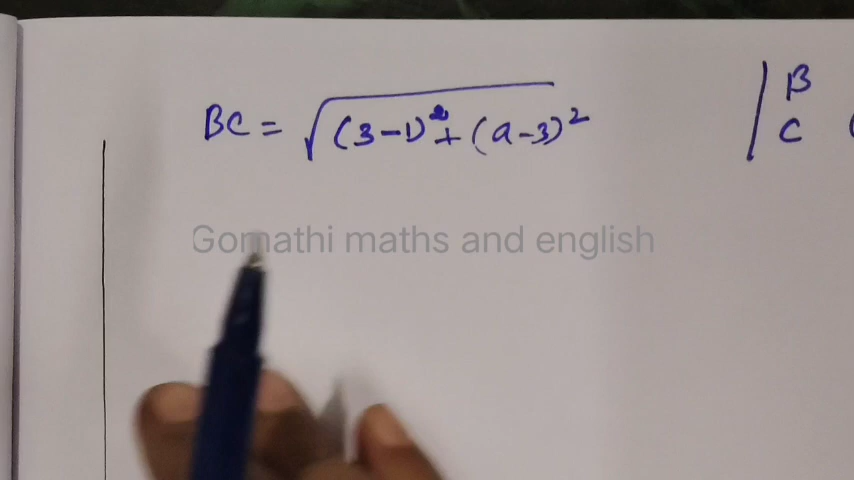 BC = √(3-1)² + (a-3)²
B
C (
Gomathi maths and english